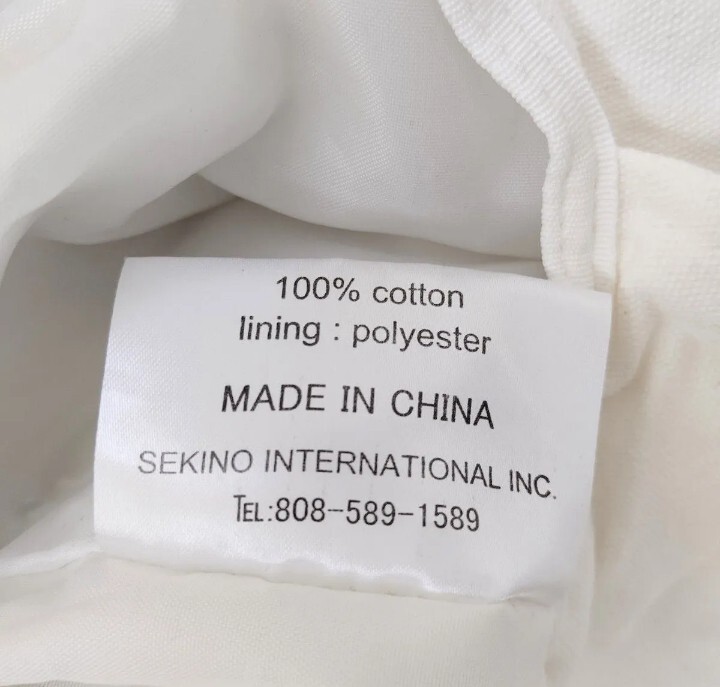 100% cotton
lining : polyester
MADE IN CHINA
SEKINO INTERNATIONAL INC.
TEL:808-589-1589